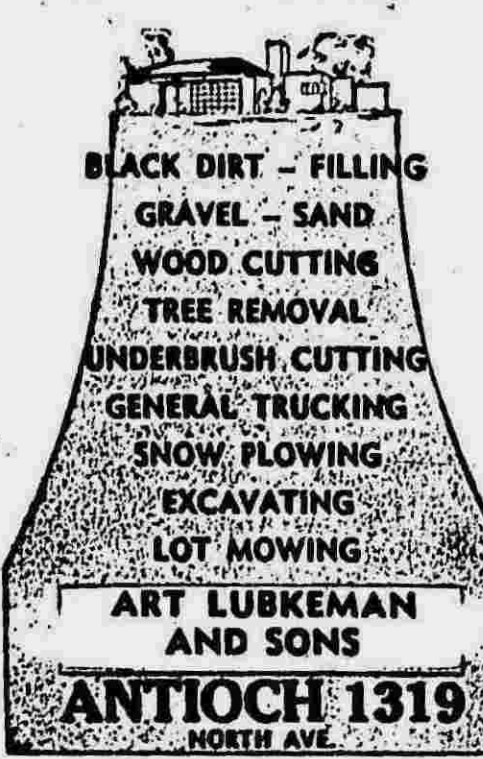 BLACK DIRT – FILLING
GRAVEL – SAND
WOOD CUTTING
TREE REMOVAL
UNDERBRUSH CUTTING
GENERAL TRUCKING
SNOW PLOWING
EXCAVATING
LOT MOWING
ART LUBKEMAN
AND SONS
ANTIOCH 1319
NORTH AVE.